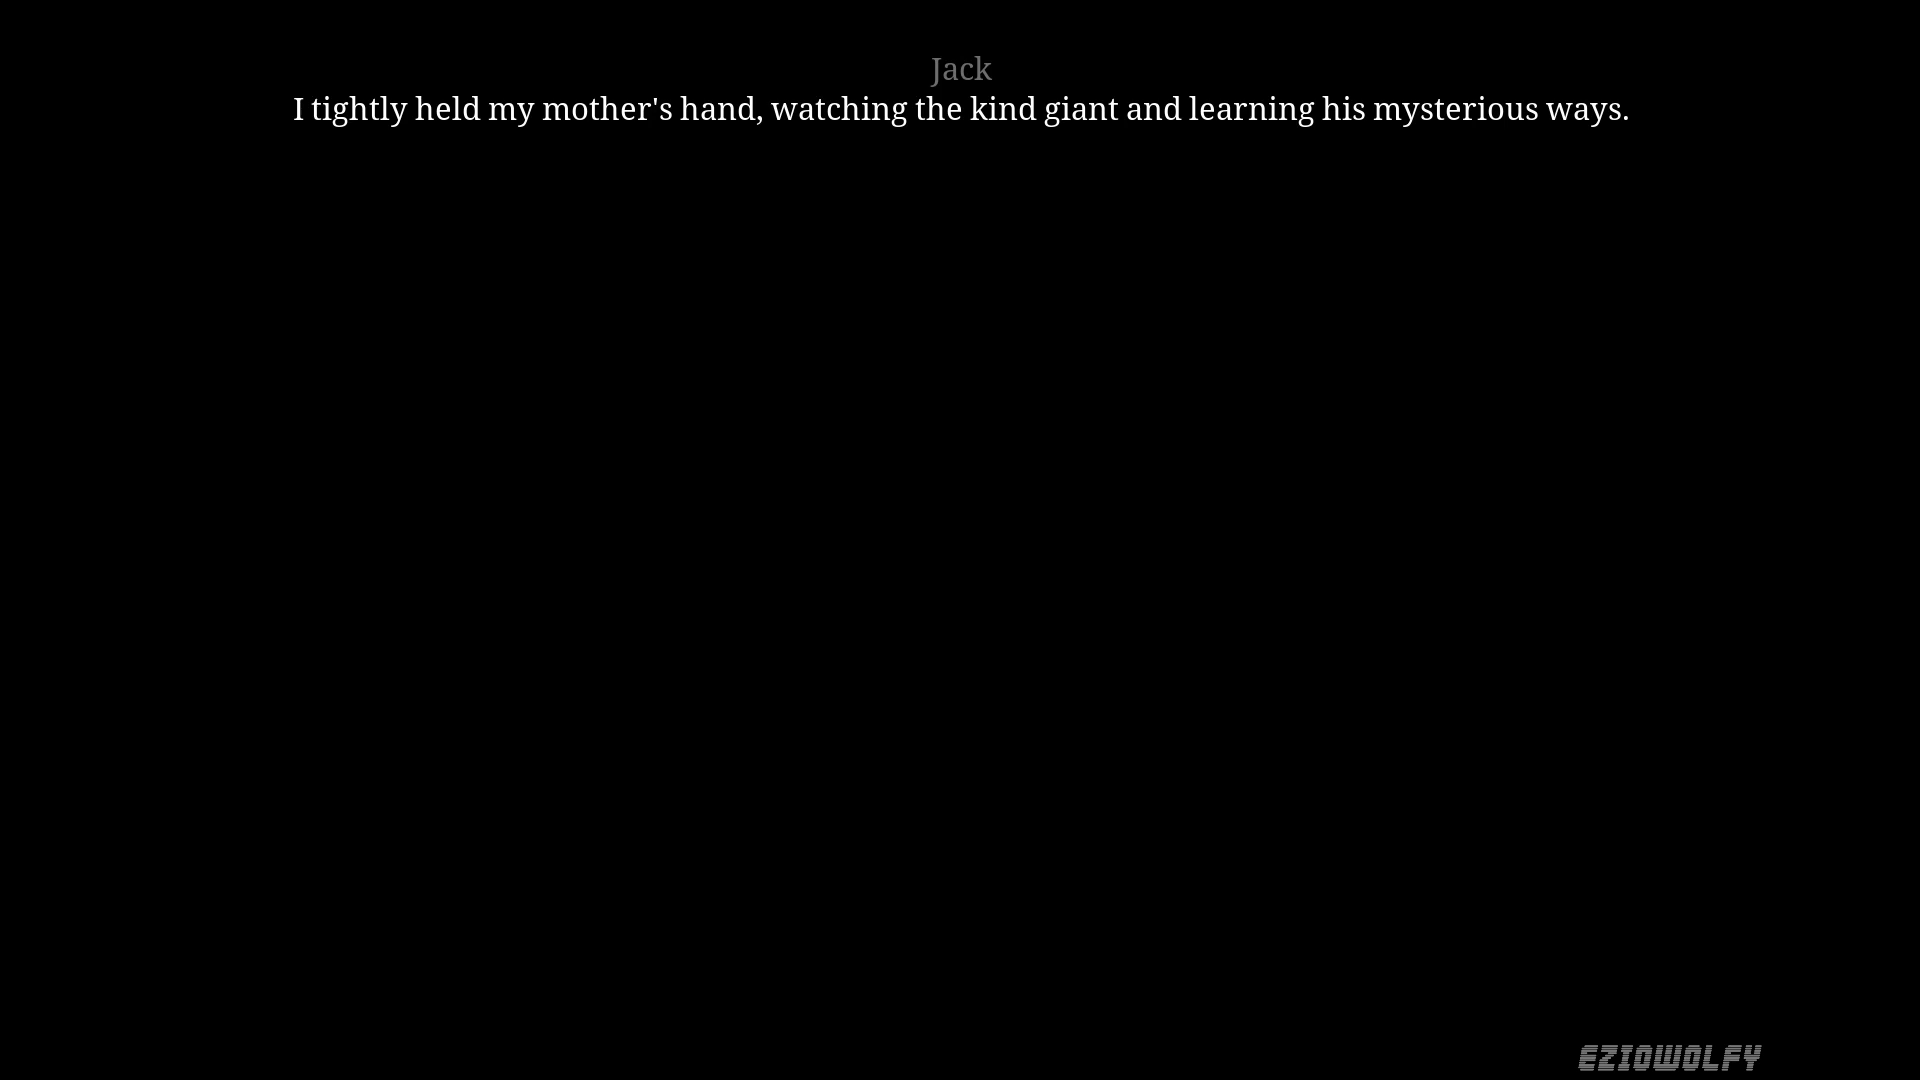 Jack
I tightly held my mother's hand, watching the kind giant and learning his mysterious ways.
EZIOWOLFY